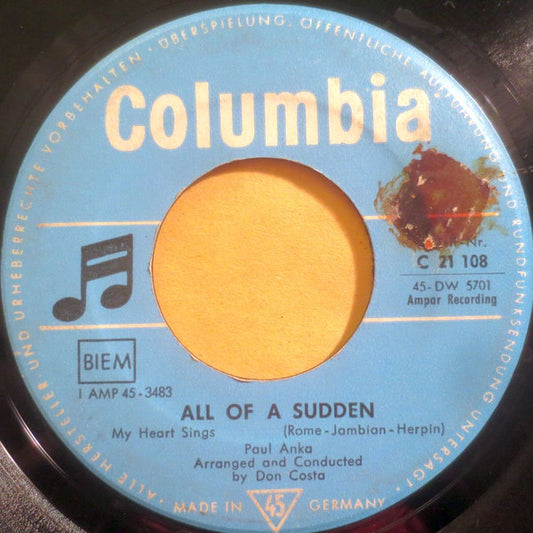 ALLE HERSTELLER UND URHEBERRECHTE VORBEHALTEN · ÜBERSPIELUNG, ÖFFENTLICHE AUFFÜHRUNG UND RUNDFUNKSENDUNG UNTERSAGT ·
Columbia
Nr.
C 21 108
45-DW 5701
Ampar Recording
BIEM
I AMP 45-3483
ALL OF A SUDDEN
My Heart Sings (Rome-Jambian-Herpin)
Paul Anka
Arranged and Conducted
by Don Costa
MADE IN 45 GERMANY